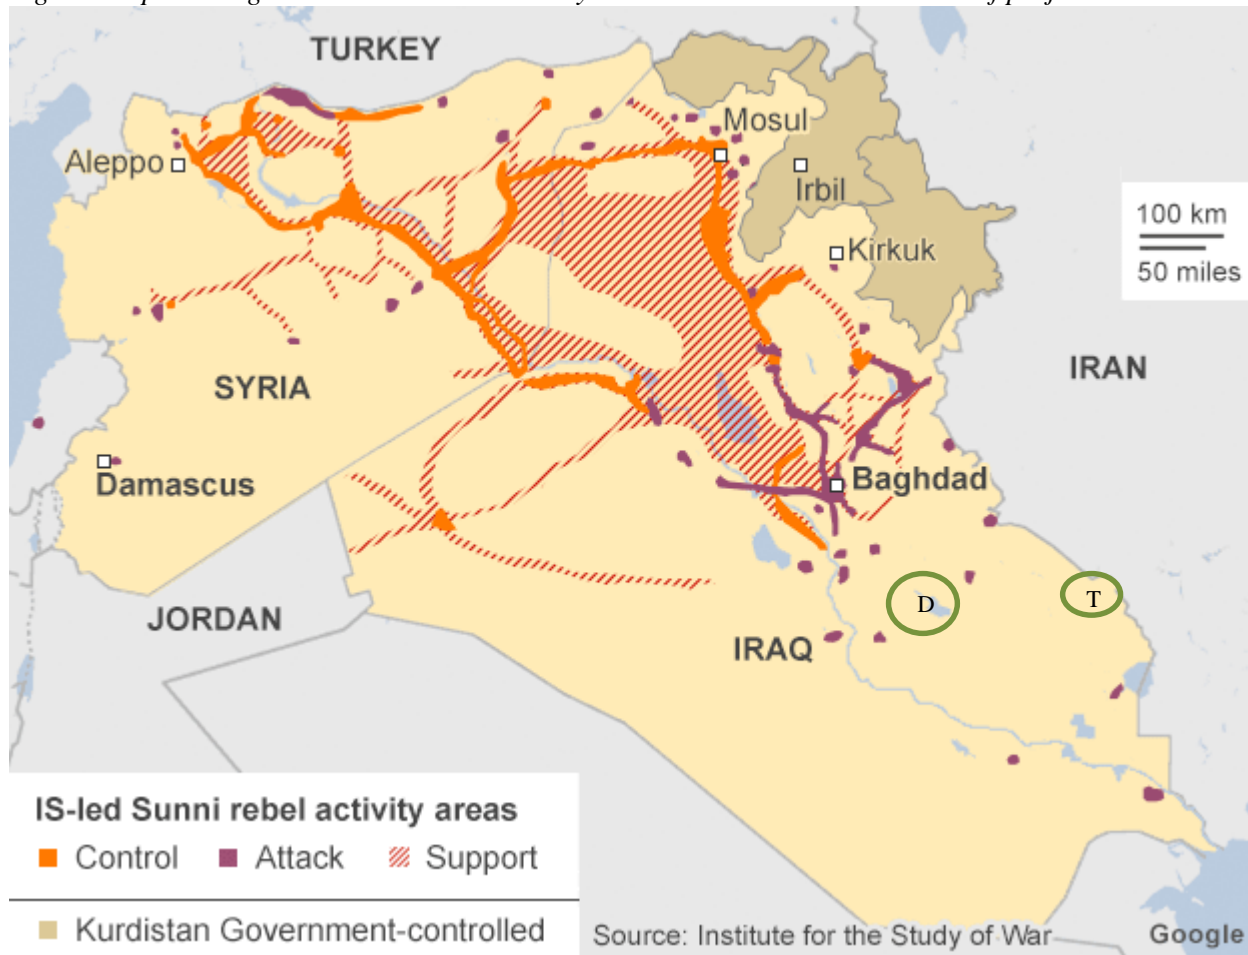 TURKEY
Mosul
Aleppo
Irbil
100 km
Kirkuk
50 miles
IRAN
SYRIA
Damascus
Baghdad
D
T
JORDAN
IRAQ
IS-led Sunni rebel activity areas
Control Attack Support
Kurdistan Government-controlled
Source: Institute for the Study of War
Google